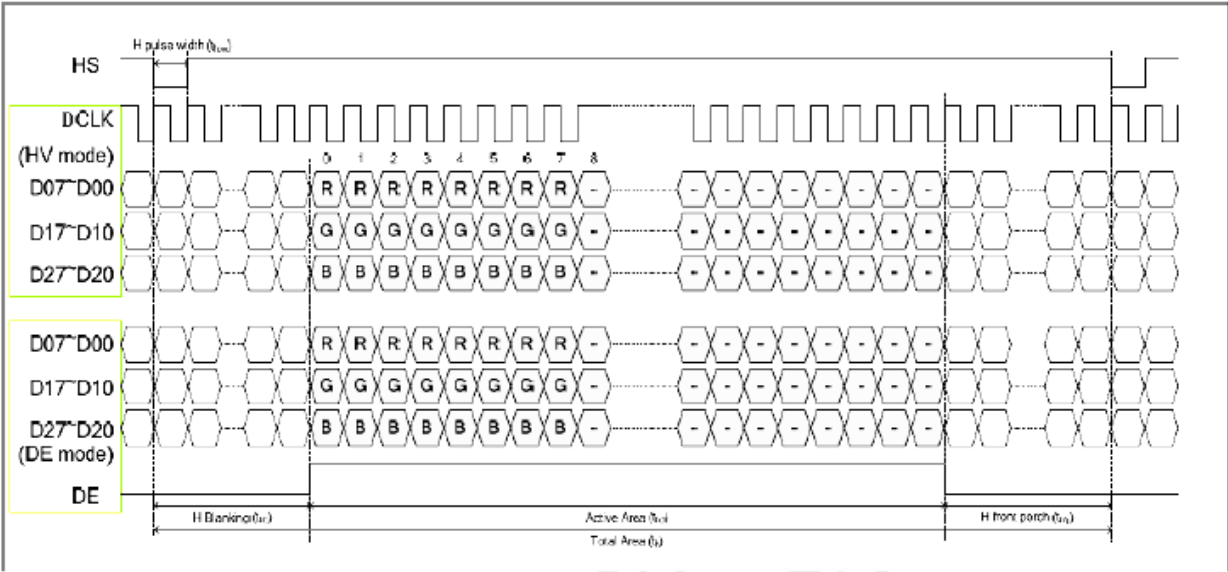 H pulse width (thpw)
HS
DCLK
(HV mode)
0 1 2 3 4 5 6 7 8
D07~D00 R R R R R R R R - - - - - - - - -
D17~D10 G G G G G G G G - - - - - - - - -
D27~D20 B B B B B B B B - - - - - - - - -
D07~D00 R R R R R R R R - - - - - - - - -
D17~D10 G G G G G G G G - - - - - - - - -
D27~D20 B B B B B B B B - - - - - - - - -
(DE mode)
DE
H Blanking Active Area H front porch
Total Area